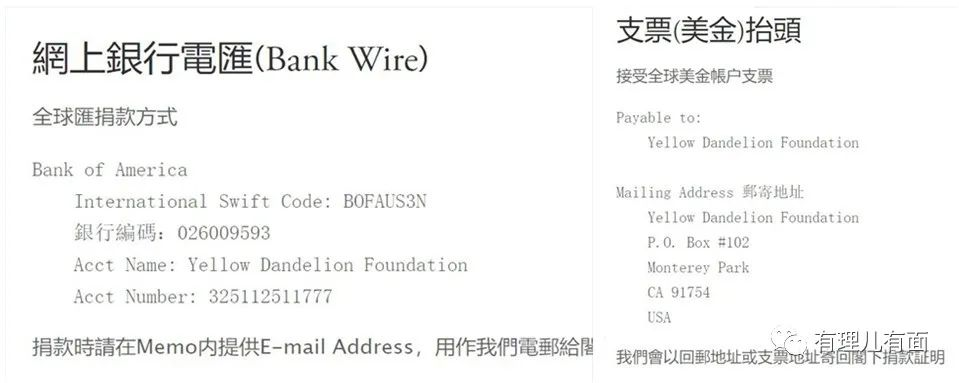 網上銀行電匯(Bank Wire)
全球匯捐款方式
Bank of America
International Swift Code: BOFAUS3N
銀行編碼：026009593
Acct Name: Yellow Dandelion Foundation
Acct Number: 325112511777
捐款時請在Memo内提供E-mail Address，用作我們電郵給閣
支票(美金)抬頭
接受全球美金帳户支票
Payable to:
Yellow Dandelion Foundation
Mailing Address 郵寄地址
Yellow Dandelion Foundation
P.O. Box #102
Monterey Park
CA 91754
USA
我們會以回郵地址或支票地址寄回閣下捐款証明
有理儿有面